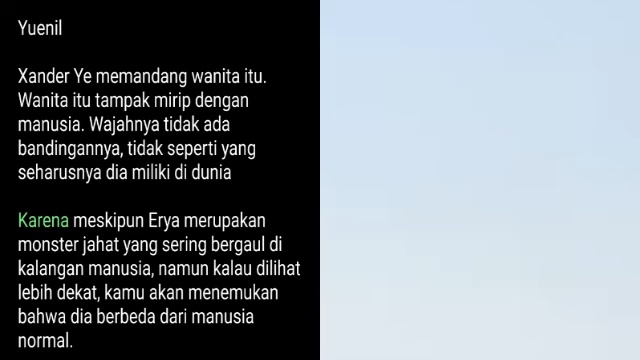 Yuenil
Xander Ye memandang wanita itu.
Wanita itu tampak mirip dengan
manusia. Wajahnya tidak ada
bandingannya, tidak seperti yang
seharusnya dia miliki di dunia
Karena meskipun Erya merupakan
monster jahat yang sering bergaul di
kalangan manusia, namun kalau dilihat
lebih dekat, kamu akan menemukan
bahwa dia berbeda dari manusia
normal.